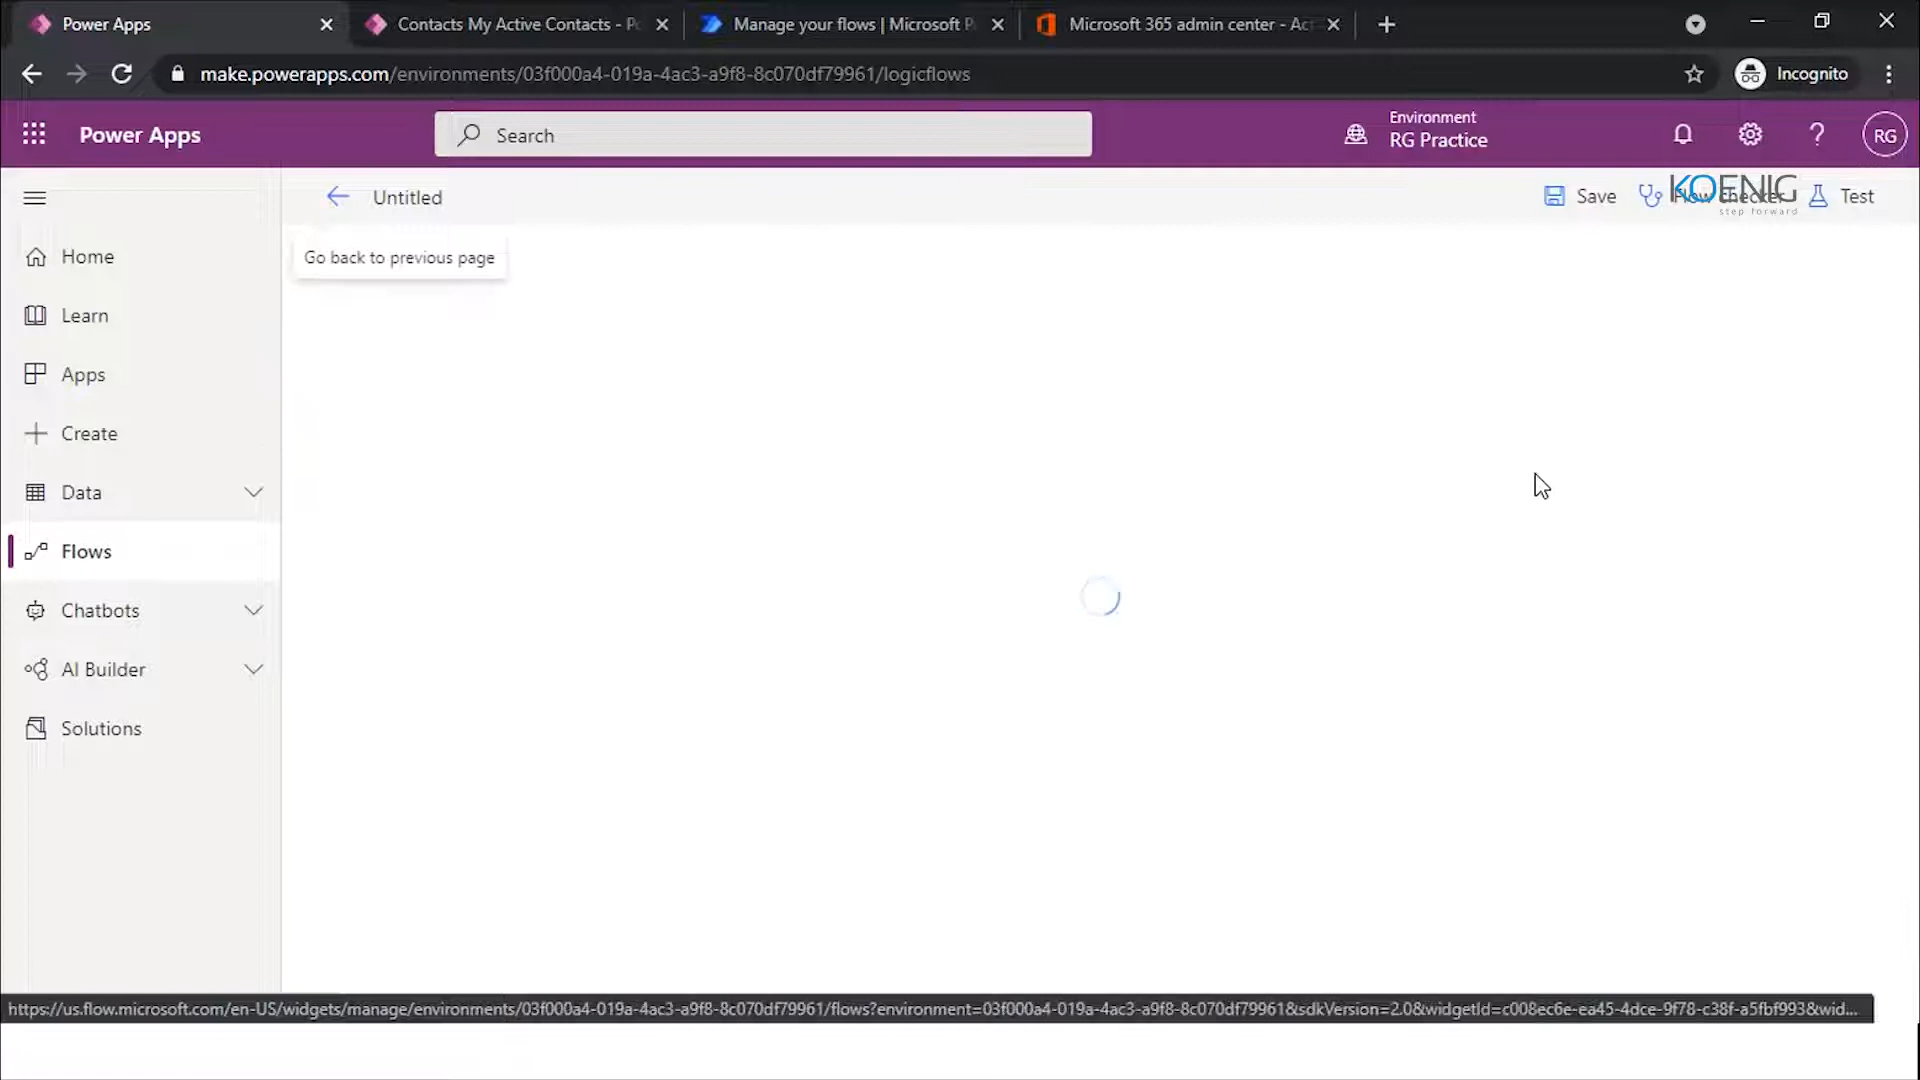 Power Apps
Contacts My Active Contacts - Po
Manage your flows | Microsoft P
Microsoft 365 admin center - Act
make.powerapps.com/environments/03f000a4-019a-4ac3-a9f8-8c070df79961/logicflows
Incognito
Power Apps
Search
Environment
RG Practice
RG
Untitled
Save
Flow checker
KOENIG
step forward
Test
Go back to previous page
Home
Learn
Apps
Create
Data
Flows
Chatbots
AI Builder
Solutions
https://us.flow.microsoft.com/en-US/widgets/manage/environments/03f000a4-019a-4ac3-a9f8-8c070df79961/flows?environment=03f000a4-019a-4ac3-a9f8-8c070df79961&sdkVersion=2.0&widgetId=c008ec6e-ea45-4dce-9f78-c38f-a5fbf993&wid...